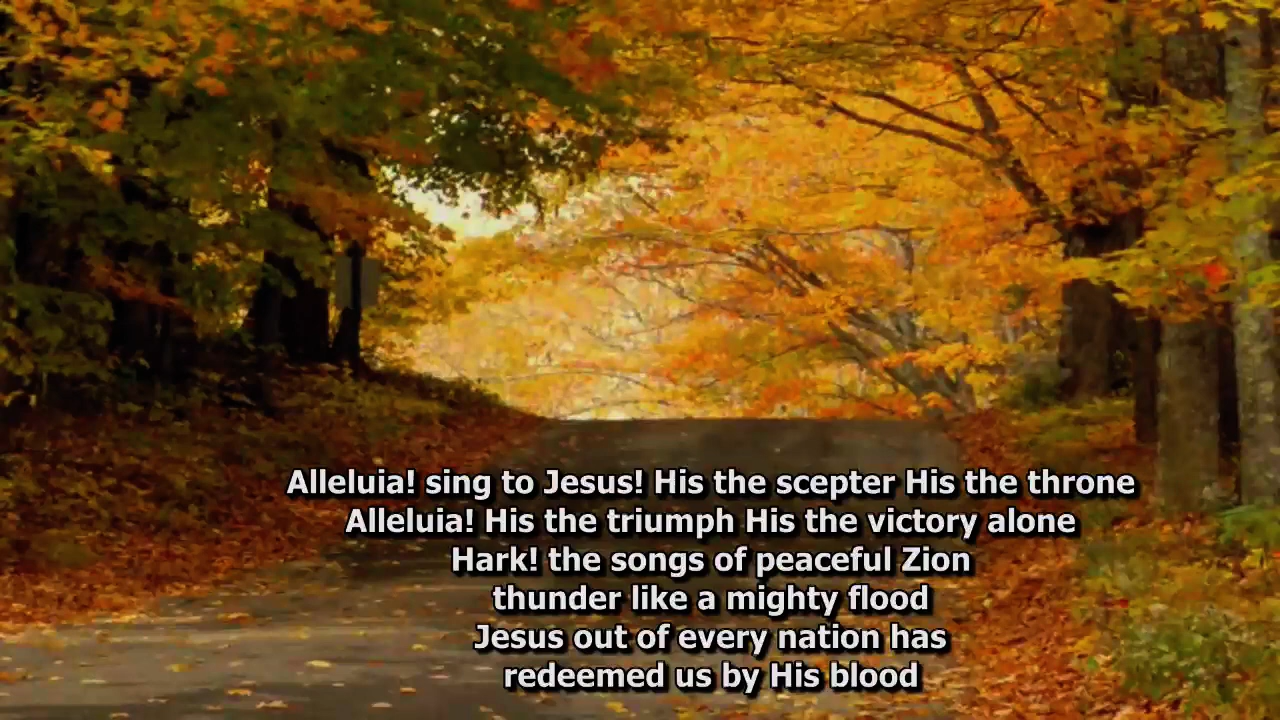 Alleluia! sing to Jesus! His the scepter His the throne
Alleluia! His the triumph His the victory alone
Hark! the songs of peaceful Zion
thunder like a mighty flood
Jesus out of every nation has
redeemed us by His blood